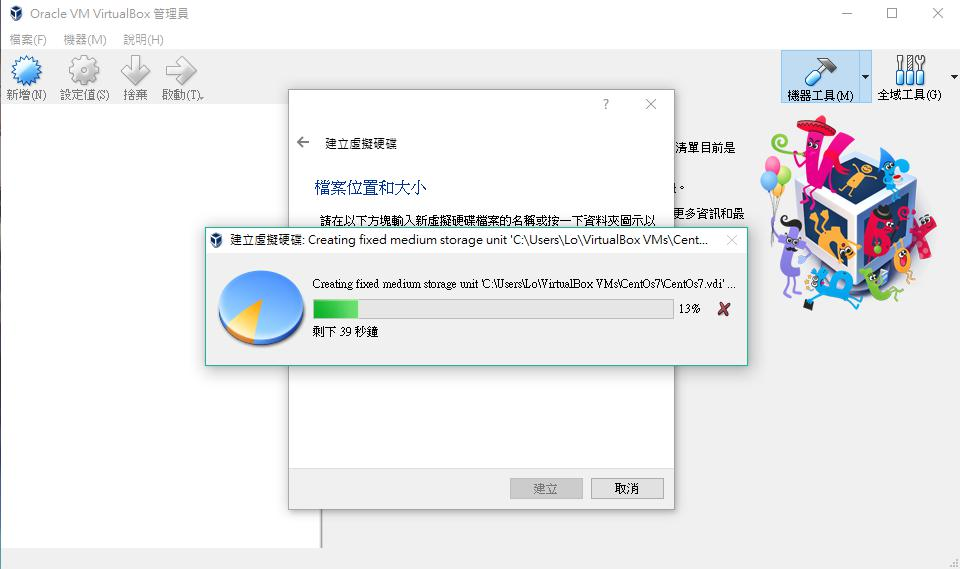 Oracle VM VirtualBox 管理員
檔案(F) 機器(M) 說明(H)
新增(N) 設定值(S) 捨棄 啟動(T) 機器工具(M) 全域工具(G)
?
建立虛擬硬碟
清單目前是
檔案位置和大小
。
請在以下方塊輸入新虛擬硬碟檔案的名稱或按一下資料夾圖示以
更多資訊和最
建立虛擬硬碟: Creating fixed medium storage unit 'C:\Users\Lo\VirtualBox VMs\Cent...
Creating fixed medium storage unit 'C:\Users\Lo\VirtualBox VMs\CentOs7\CentOs7.vdi' ...
13%
剩下 39 秒鐘
建立 取消